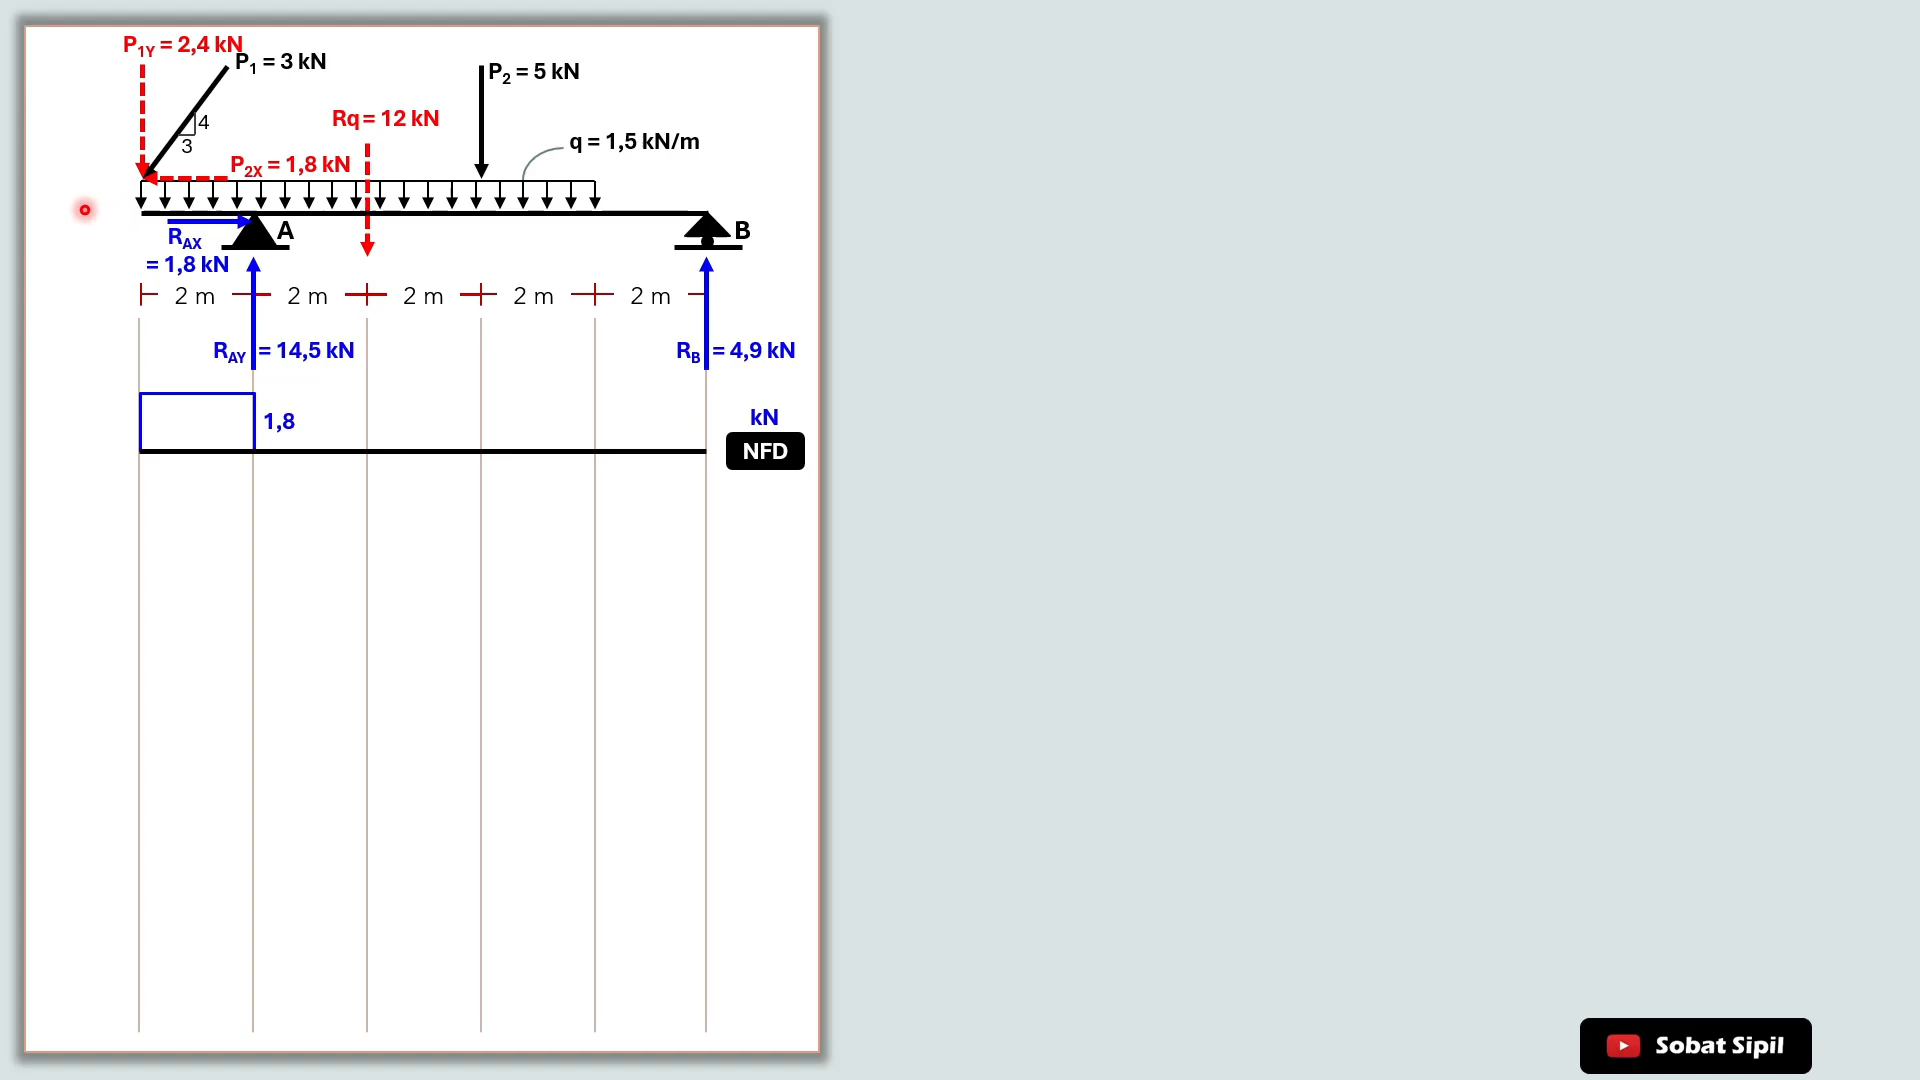 P1Y = 2,4 kN
P1 = 3 kN
P2 = 5 kN
4
3
Rq = 12 kN
q = 1,5 kN/m
P2X = 1,8 kN
A
B
RAX
= 1,8 kN
2 m 2 m 2 m 2 m 2 m
RAY = 14,5 kN
RB = 4,9 kN
1,8
kN
NFD
Sobat Sipil